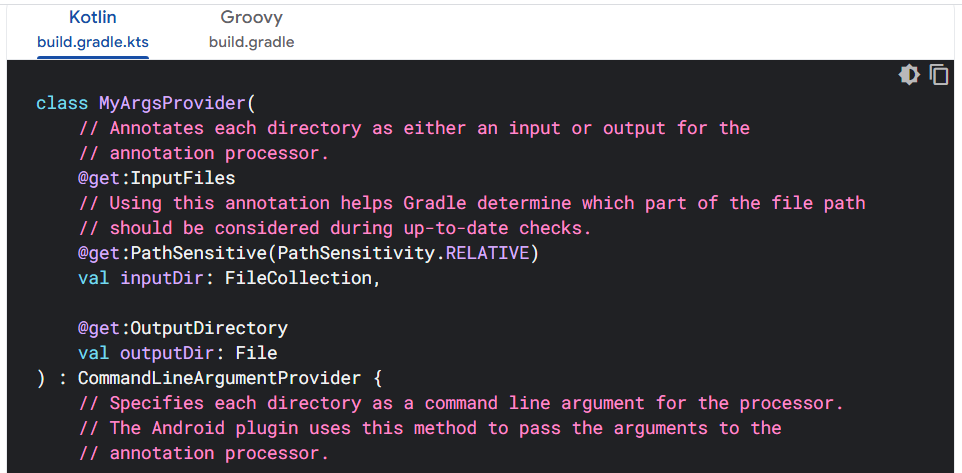 Kotlin Groovy
build.gradle.kts build.gradle
class MyArgsProvider(
// Annotates each directory as either an input or output for the
// annotation processor.
@get:InputFiles
// Using this annotation helps Gradle determine which part of the file path
// should be considered during up-to-date checks.
@get:PathSensitive(PathSensitivity.RELATIVE)
val inputDir: FileCollection,
@get:OutputDirectory
val outputDir: File
) : CommandLineArgumentProvider {
// Specifies each directory as a command line argument for the processor.
// The Android plugin uses this method to pass the arguments to the
// annotation processor.